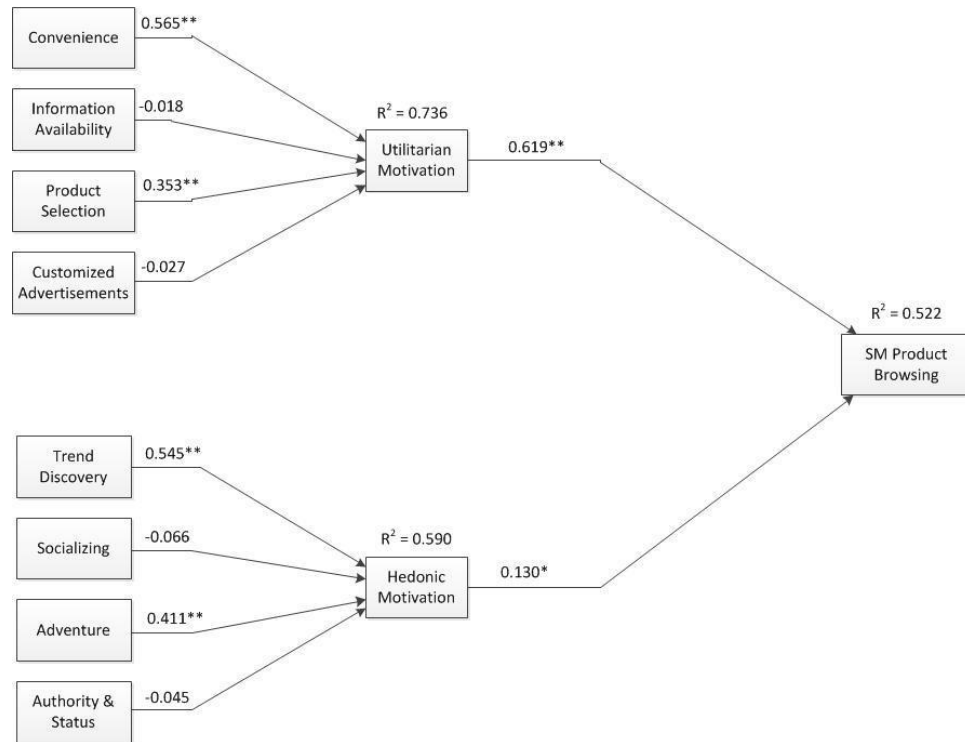 Convenience
0.565**
Information
Availability
-0.018
Product
Selection
0.353**
Customized
Advertisements
-0.027
R² = 0.736
Utilitarian
Motivation
0.619**
R² = 0.522
SM Product
Browsing
Trend
Discovery
0.545**
Socializing
-0.066
Adventure
0.411**
Authority &
Status
-0.045
R² = 0.590
Hedonic
Motivation
0.130*